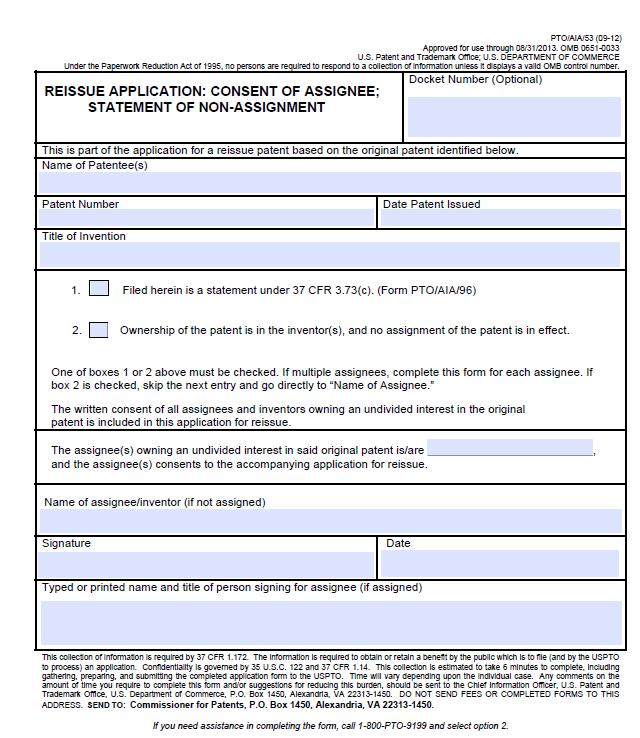 PTO/AIA/53 (09-12)
Approved for use through 08/31/2013. OMB 0651-0033
U.S. Patent and Trademark Office; U.S. DEPARTMENT OF COMMERCE
Under the Paperwork Reduction Act of 1995, no persons are required to respond to a collection of information unless it displays a valid OMB control number.
REISSUE APPLICATION: CONSENT OF ASSIGNEE;
STATEMENT OF NON-ASSIGNMENT
Docket Number (Optional)
This is part of the application for a reissue patent based on the original patent identified below.
Name of Patentee(s)
Patent Number
Date Patent Issued
Title of Invention
1. Filed herein is a statement under 37 CFR 3.73(c). (Form PTO/AIA/96)
2. Ownership of the patent is in the inventor(s), and no assignment of the patent is in effect.
One of boxes 1 or 2 above must be checked. If multiple assignees, complete this form for each assignee. If
box 2 is checked, skip the next entry and go directly to “Name of Assignee.”
The written consent of all assignees and inventors owning an undivided interest in the original
patent is included in this application for reissue.
The assignee(s) owning an undivided interest in said original patent is/are ,
and the assignee(s) consents to the accompanying application for reissue.
Name of assignee/inventor (if not assigned)
Signature
Date
Typed or printed name and title of person signing for assignee (if assigned)
This collection of information is required by 37 CFR 1.172. The information is required to obtain or retain a benefit by the public which is to file (and by the USPTO
to process) an application. Confidentiality is governed by 35 U.S.C. 122 and 37 CFR 1.14. This collection is estimated to take 6 minutes to complete, including
gathering, preparing, and submitting the completed application form to the USPTO. Time will vary depending upon the individual case. Any comments on the
amount of time you require to complete this form and/or suggestions for reducing this burden, should be sent to the Chief Information Officer, U.S. Patent and
Trademark Office, U.S. Department of Commerce, P.O. Box 1450, Alexandria, VA 22313-1450. DO NOT SEND FEES OR COMPLETED FORMS TO THIS
ADDRESS. SEND TO: Commissioner for Patents, P.O. Box 1450, Alexandria, VA 22313-1450.
If you need assistance in completing the form, call 1-800-PTO-9199 and select option 2.